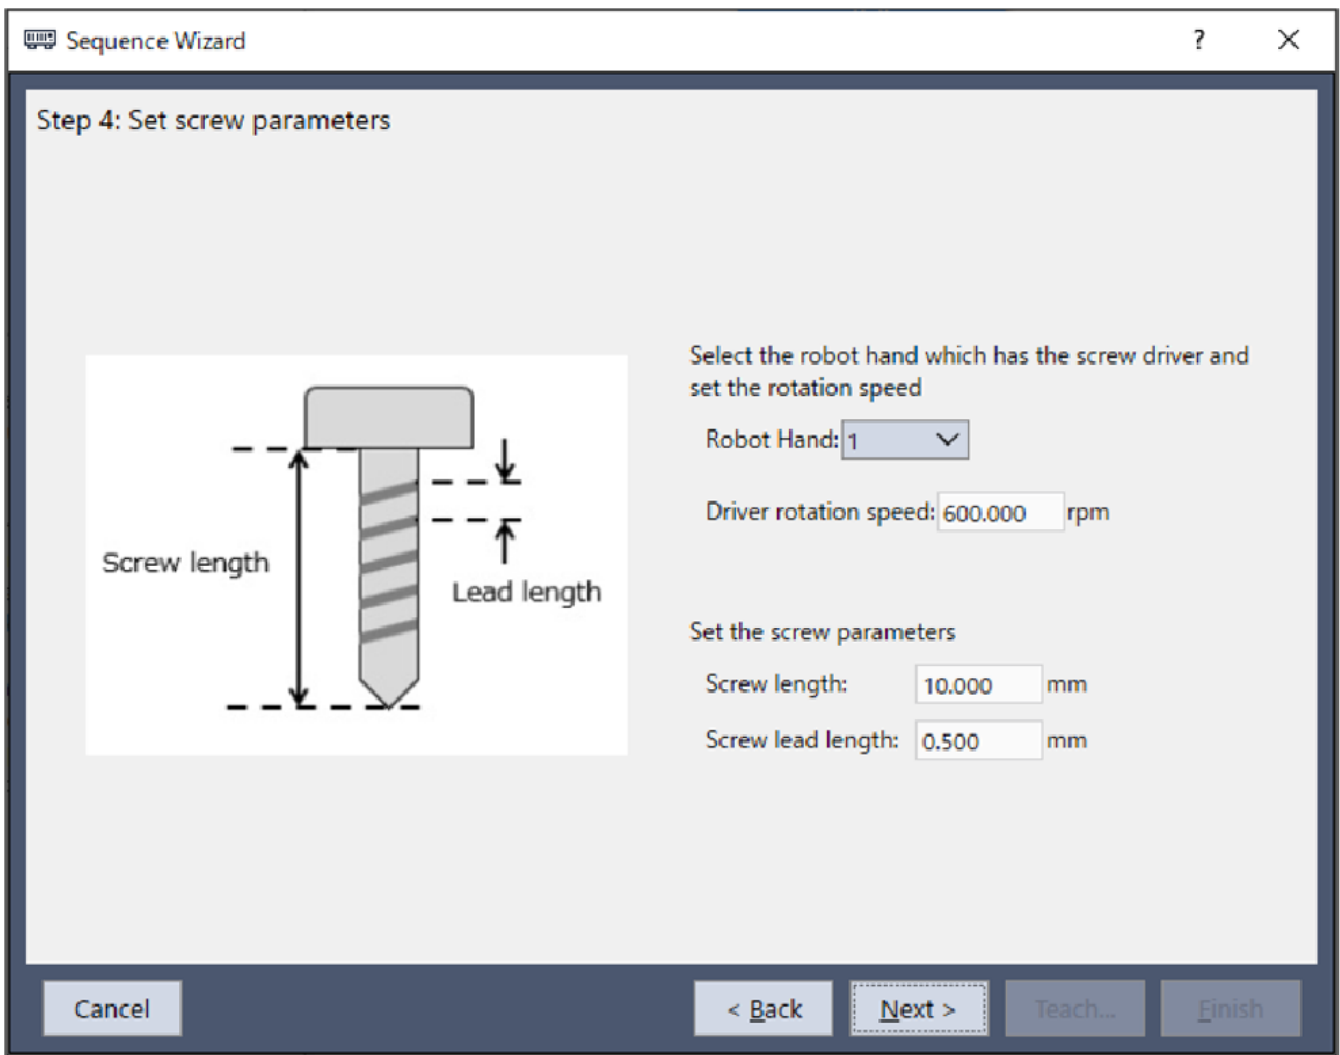 Sequence Wizard
?
Step 4: Set screw parameters
Select the robot hand which has the screw driver and
set the rotation speed
Robot Hand: 1
Driver rotation speed: 600.000 rpm
Screw length
Lead length
Set the screw parameters
Screw length: 10.000 mm
Screw lead length: 0.500 mm
Cancel
< Back
Next >
Teach...
Finish